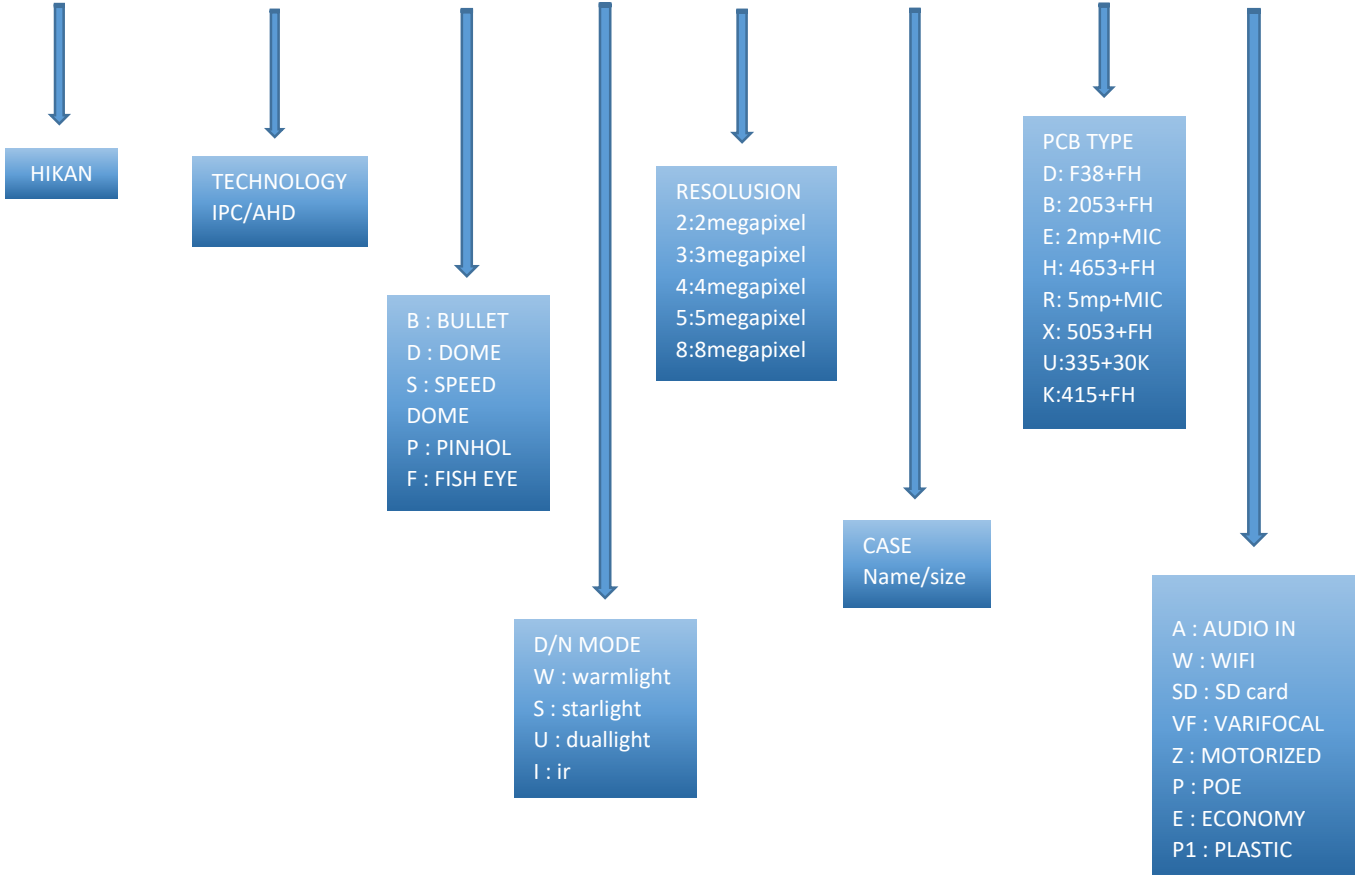 HIKAN
TECHNOLOGY
IPC/AHD
B : BULLET
D : DOME
S : SPEED
DOME
P : PINHOL
F : FISH EYE
D/N MODE
W : warmlight
S : starlight
U : duallight
I : ir
RESOLUSION
2:2megapixel
3:3megapixel
4:4megapixel
5:5megapixel
8:8megapixel
CASE
Name/size
PCB TYPE
D: F38+FH
B: 2053+FH
E: 2mp+MIC
H: 4653+FH
R: 5mp+MIC
X: 5053+FH
U:335+30K
K:415+FH
A : AUDIO IN
W : WIFI
SD : SD card
VF : VARIFOCAL
Z : MOTORIZED
P : POE
E : ECONOMY
P1 : PLASTIC